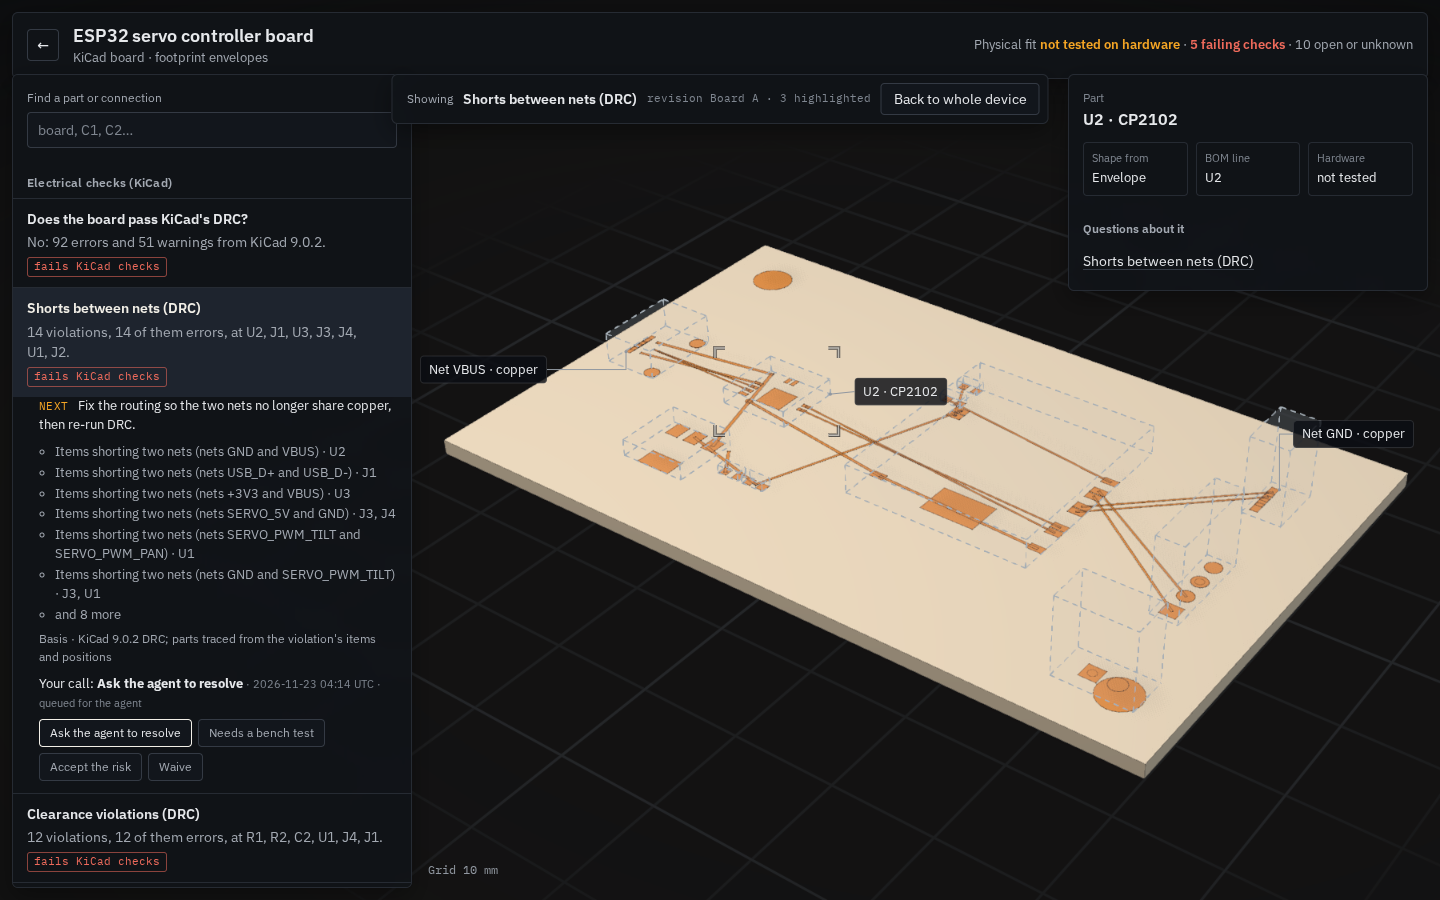 ←
ESP32 servo controller board
KiCad board · footprint envelopes
Physical fit not tested on hardware · 5 failing checks · 10 open or unknown
Find a part or connection
board, C1, C2...
Showing Shorts between nets (DRC) revision Board A · 3 highlighted Back to whole device
Electrical checks (KiCad)
Does the board pass KiCad's DRC?
No: 92 errors and 51 warnings from KiCad 9.0.2.
fails KiCad checks
Shorts between nets (DRC)
14 violations, 14 of them errors, at U2, J1, U3, J3, J4,
U1, J2.
fails KiCad checks
NEXT Fix the routing so the two nets no longer share copper,
then re-run DRC.
Items shorting two nets (nets GND and VBUS) · U2
Items shorting two nets (nets USB_D+ and USB_D-) · J1
Items shorting two nets (nets +3V3 and VBUS) · U3
Items shorting two nets (nets SERVO_5V and GND) · J3, J4
Items shorting two nets (nets SERVO_PWM_TILT and
SERVO_PWM_PAN) · U1
Items shorting two nets (nets GND and SERVO_PWM_TILT)
· J3, U1
and 8 more
Basis · KiCad 9.0.2 DRC; parts traced from the violation's items
and positions
Your call: Ask the agent to resolve · 2026-11-23 04:14 UTC ·
queued for the agent
Ask the agent to resolve
Needs a bench test
Accept the risk
Waive
Clearance violations (DRC)
12 violations, 12 of them errors, at R1, R2, C2, U1, J4, J1.
fails KiCad checks
Net VBUS · copper
U2 · CP2102
Net GND · copper
Grid 10 mm
Part
U2 · CP2102
Shape from
Envelope
BOM line
U2
Hardware
not tested
Questions about it
Shorts between nets (DRC)